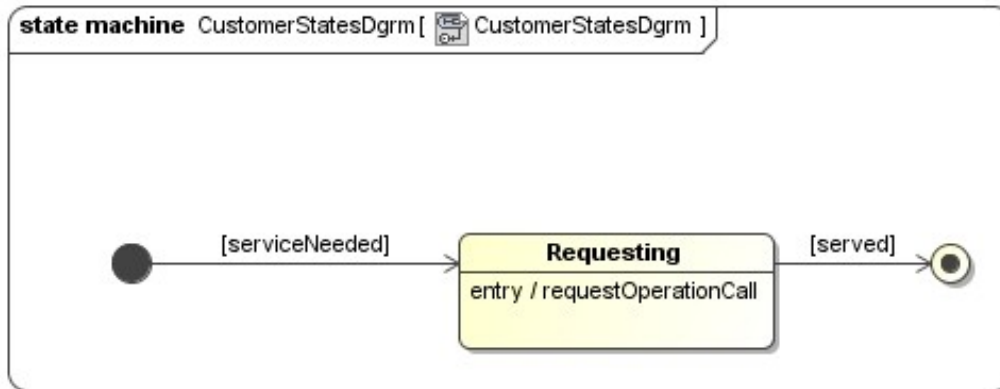 state machine CustomerStatesDgrm [ CustomerStatesDgrm ]
[serviceNeeded]
Requesting
entry / requestOperationCall
[served]